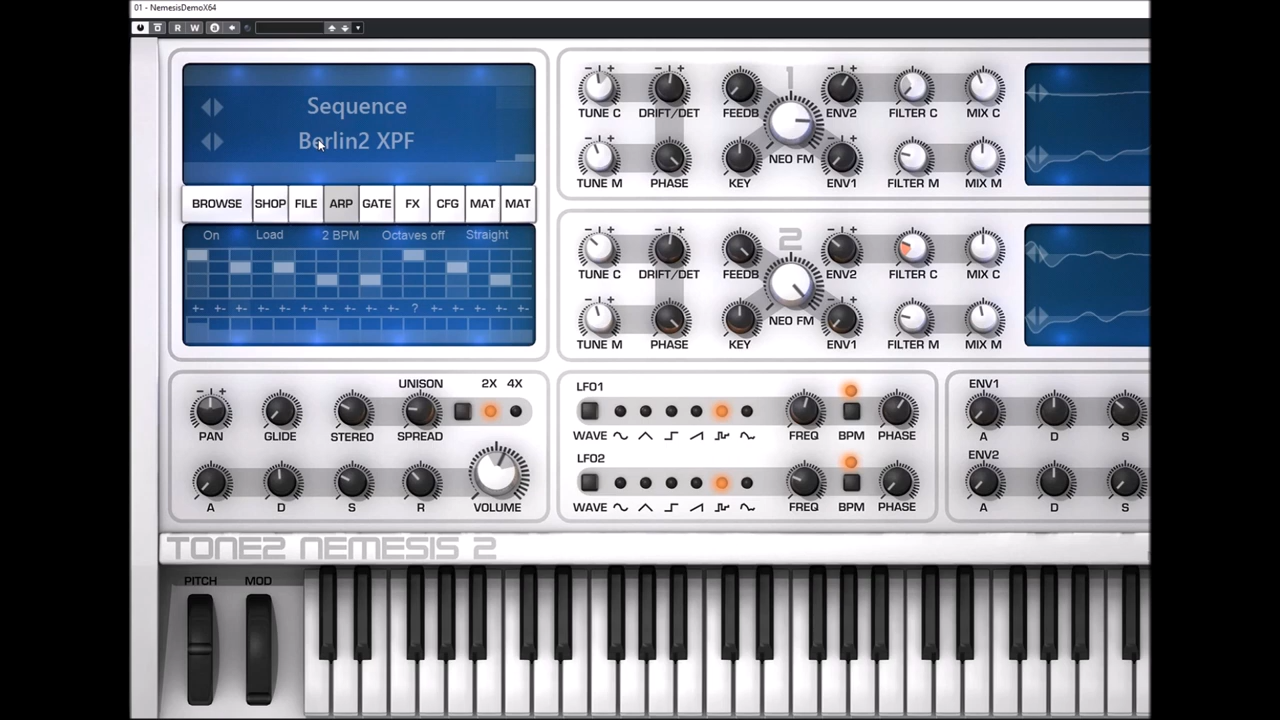 01 - NemesisDemoX64
R W
Sequence
Berlin2 XPF
BROWSE SHOP FILE ARP GATE FX CFG MAT MAT
On Load 2 BPM Octaves off Straight
+- +- +- +- +- +- +- +- +- +- ? +- +- +- +- +-
1
TUNE C DRIFT/DET FEEDB ENV2 FILTER C MIX C
NEO FM
TUNE M PHASE KEY ENV1 FILTER M MIX M
2
TUNE C DRIFT/DET FEEDB ENV2 FILTER C MIX C
NEO FM
TUNE M PHASE KEY ENV1 FILTER M MIX M
UNISON 2X 4X
PAN GLIDE STEREO SPREAD
A D S R VOLUME
LFO1
WAVE FREQ BPM PHASE
LFO2
WAVE FREQ BPM PHASE
ENV1
A D S
ENV2
A D S
TONE2 NEMESIS 2
PITCH MOD